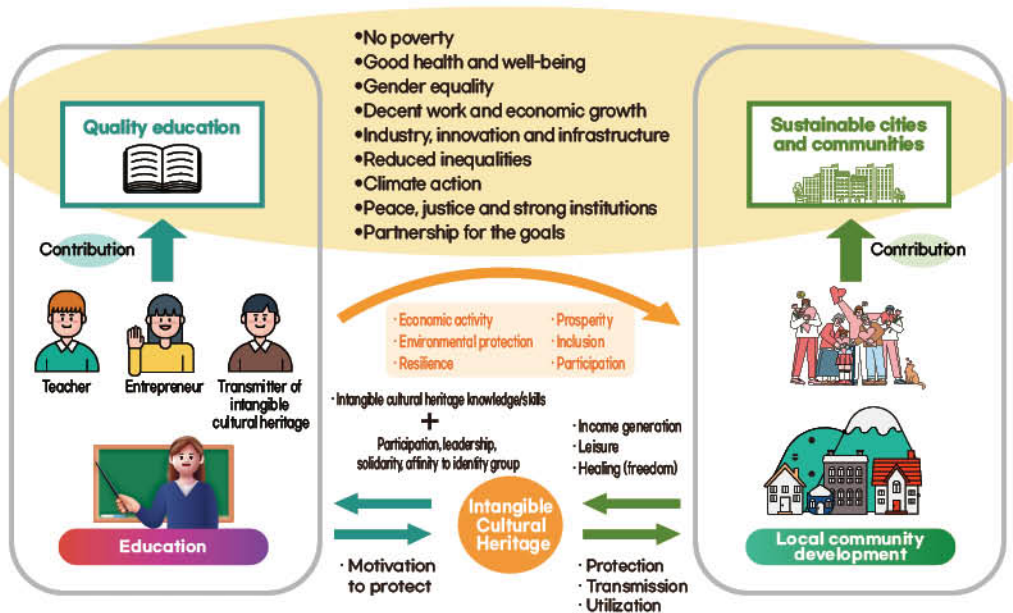 •No poverty
•Good health and well-being
•Gender equality
•Decent work and economic growth
•Industry, innovation and infrastructure
•Reduced inequalities
•Climate action
•Peace, justice and strong institutions
•Partnership for the goals
Quality education
Contribution
Teacher
Entrepreneur
Transmitter of
intangible
cultural heritage
Education
· Economic activity
· Environmental protection
· Resilience
· Prosperity
· Inclusion
· Participation
· Intangible cultural heritage knowledge/skills
+
Participation, leadership,
solidarity, affinity to identity group
· Motivation
to protect
Intangible
Cultural
Heritage
· Income generation
· Leisure
· Healing (freedom)
· Protection
· Transmission
· Utilization
Sustainable cities
and communities
Contribution
Local community
development